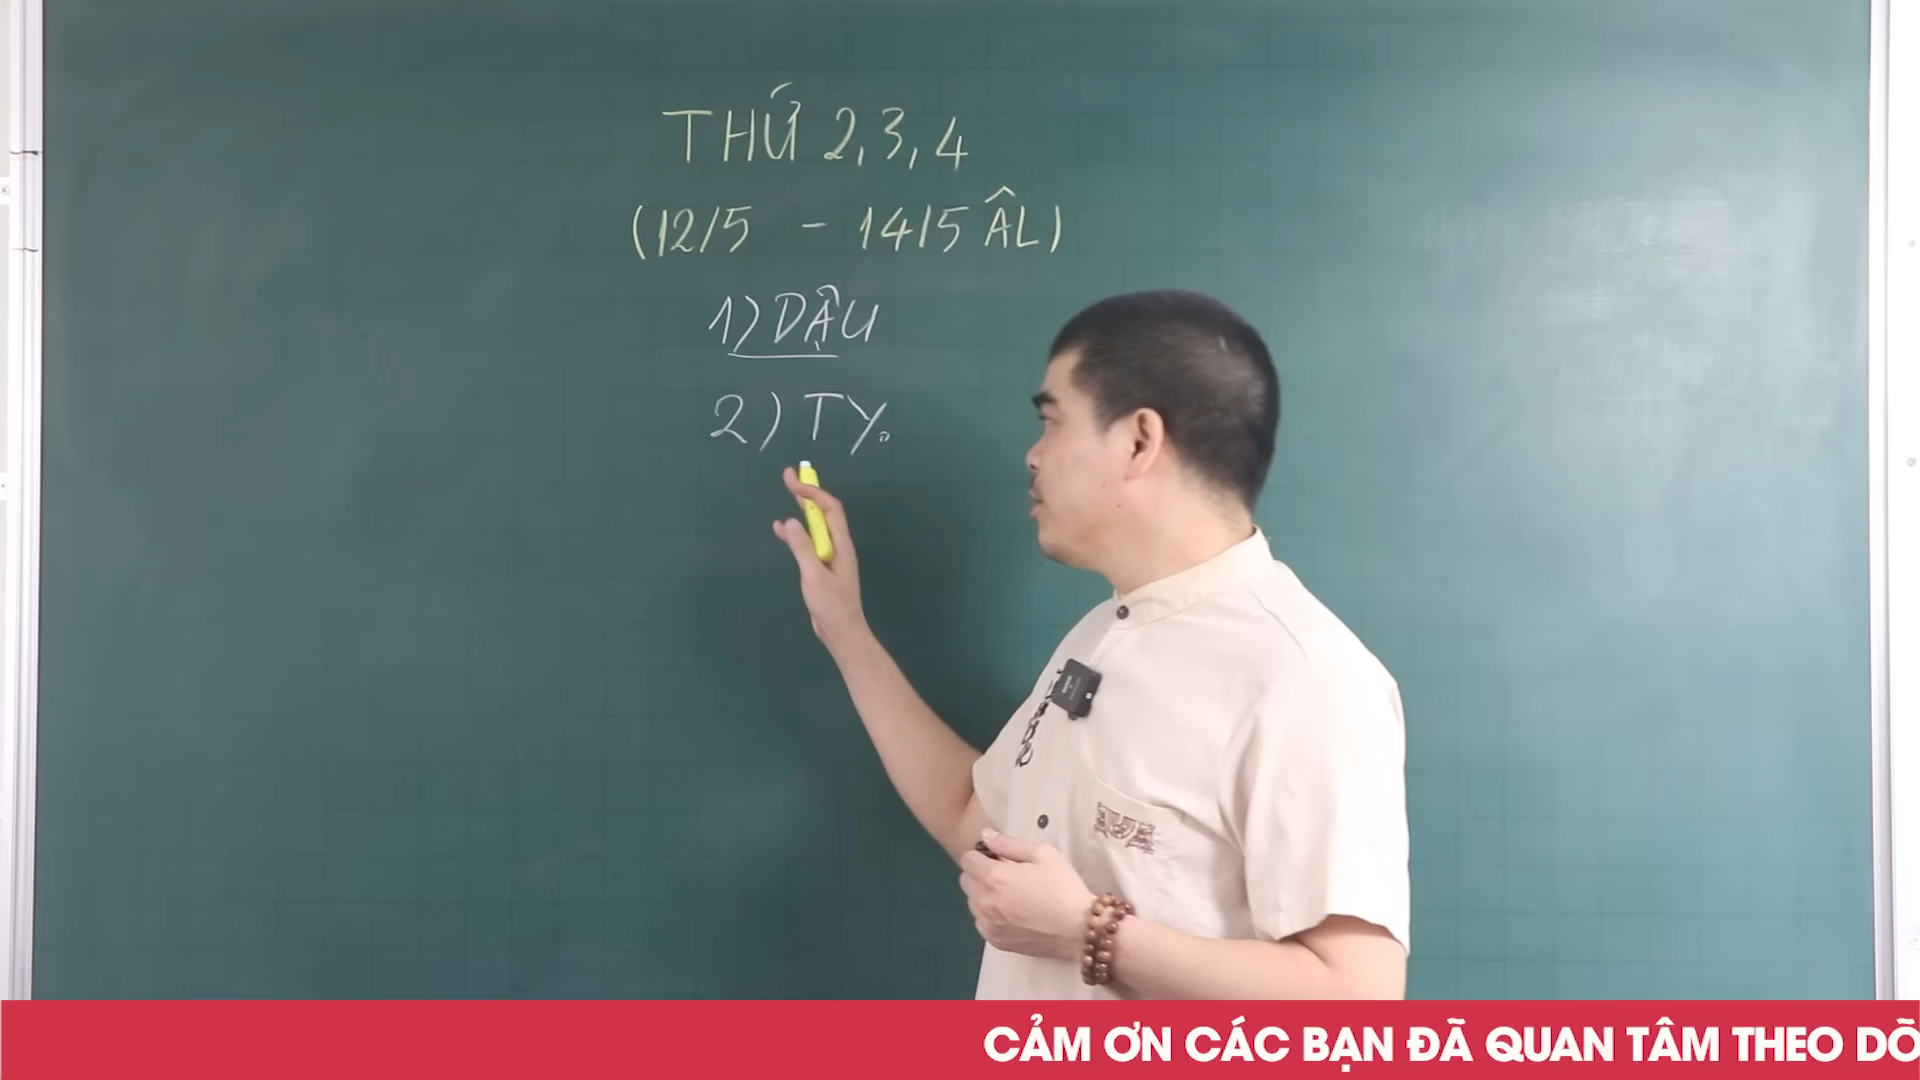 THỨ 2, 3, 4
(12/5 - 14/5 ÂL)
1) DẬU
2) TỴ
CẢM ƠN CÁC BẠN ĐÃ QUAN TÂM THEO DÕ